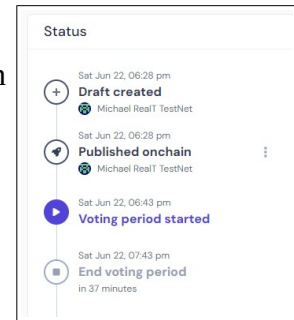 Status
n
Sat Jun 22, 06:28 pm
Draft created
Michael RealT TestNet
Sat Jun 22, 06:28 pm
Published onchain
Michael RealT TestNet
Sat Jun 22, 06:43 pm
Voting period started
Sat Jun 22, 07:43 pm
End voting period
in 37 minutes